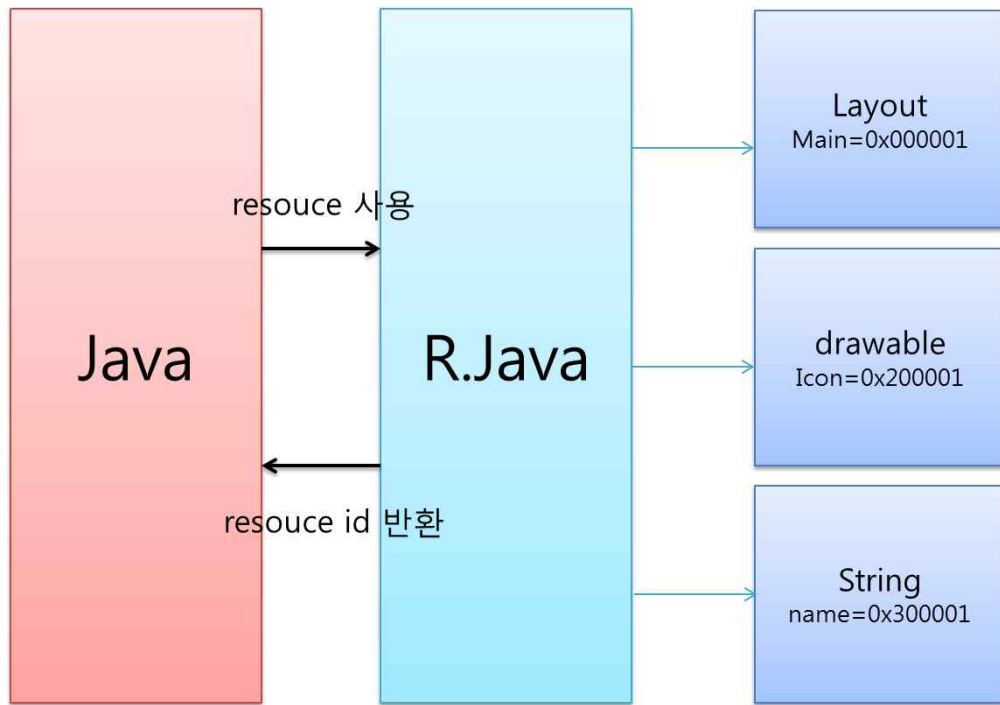 Java
resouce 사용
resouce id 반환
R.Java
Layout
Main=0x000001
drawable
Icon=0x200001
String
name=0x300001